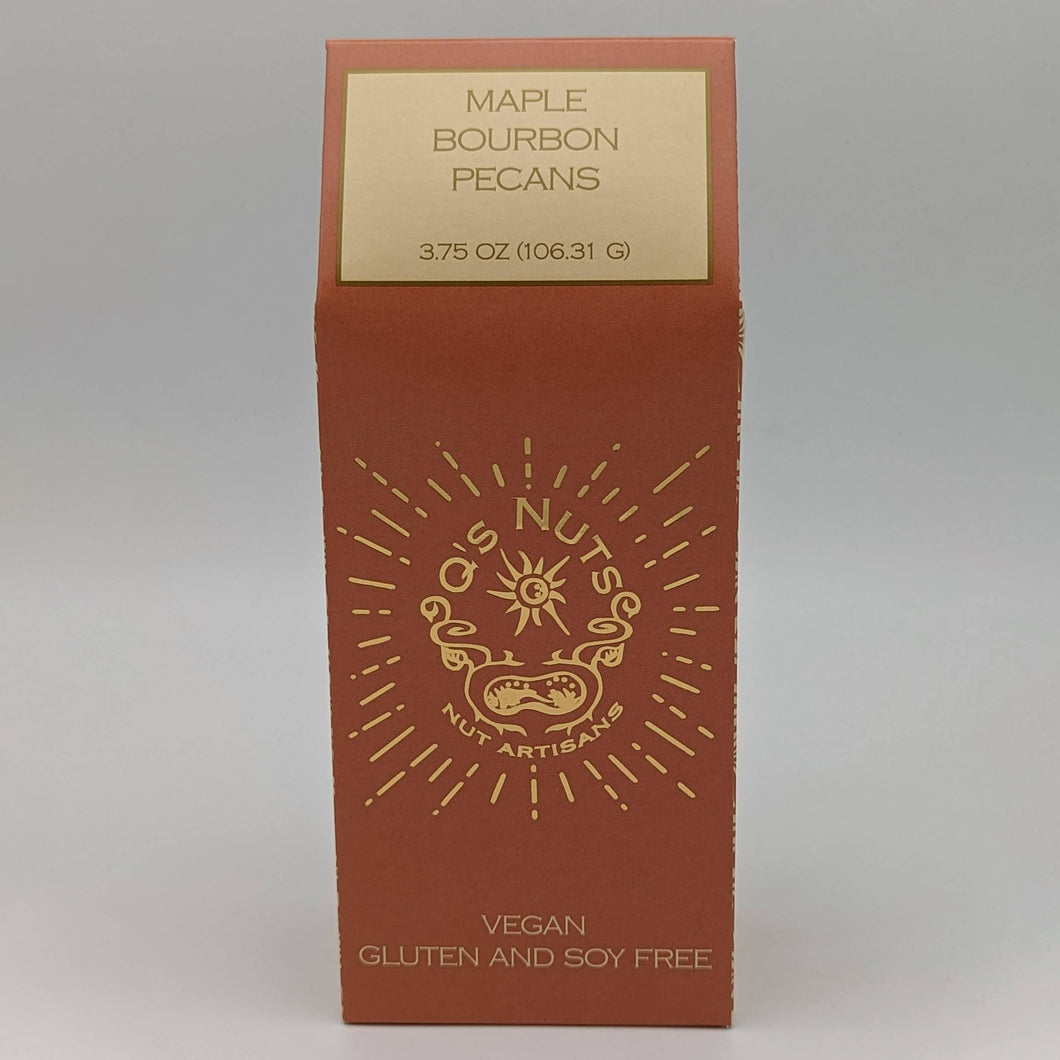 MAPLE
BOURBON
PECANS
3.75 OZ (106.31 G)
Q'S NUTS
NUT ARTISANS
VEGAN
GLUTEN AND SOY FREE